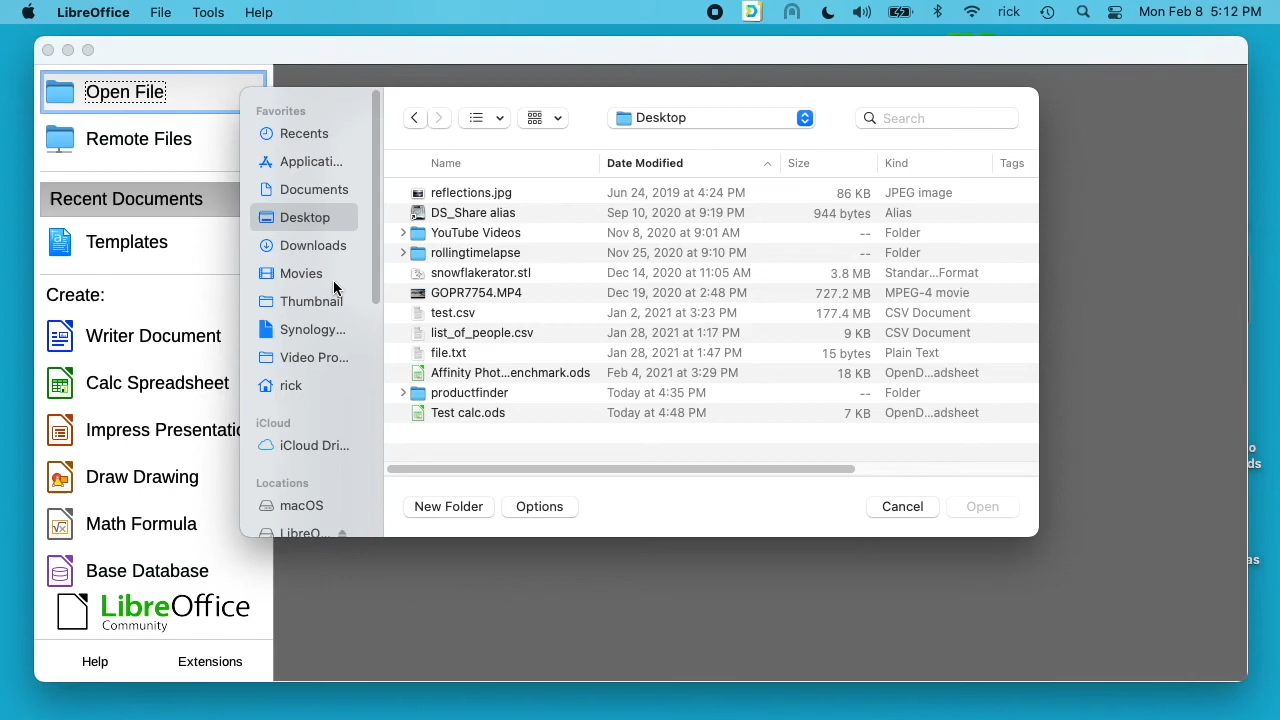 LibreOffice File Tools Help rick Mon Feb 8 5:12 PM
Open File
Remote Files
Recent Documents
Templates
Create:
Writer Document
Calc Spreadsheet
Impress Presentatio
Draw Drawing
Math Formula
Base Database
LibreOffice
Community
Help Extensions
Favorites
Recents
Applicati...
Documents
Desktop
Downloads
Movies
Thumbnail
Synology...
Video Pro...
rick
iCloud
iCloud Dri...
Locations
macOS
LibreO...
Desktop Search
Name Date Modified Size Kind Tags
reflections.jpg Jun 24, 2019 at 4:24 PM 86 KB JPEG image
DS_Share alias Sep 10, 2020 at 9:19 PM 944 bytes Alias
YouTube Videos Nov 8, 2020 at 9:01 AM -- Folder
rollingtimelapse Nov 25, 2020 at 9:10 PM -- Folder
snowflakerator.stl Dec 14, 2020 at 11:05 AM 3.8 MB Standar...Format
GOPR7754.MP4 Dec 19, 2020 at 2:48 PM 727.2 MB MPEG-4 movie
test.csv Jan 2, 2021 at 3:23 PM 177.4 MB CSV Document
list_of_people.csv Jan 28, 2021 at 1:17 PM 9 KB CSV Document
file.txt Jan 28, 2021 at 1:47 PM 15 bytes Plain Text
Affinity Phot...enchmark.ods Feb 4, 2021 at 3:29 PM 18 KB OpenD...adsheet
productfinder Today at 4:35 PM -- Folder
Test calc.ods Today at 4:48 PM 7 KB OpenD...adsheet
New Folder Options Cancel Open
o
ds
as